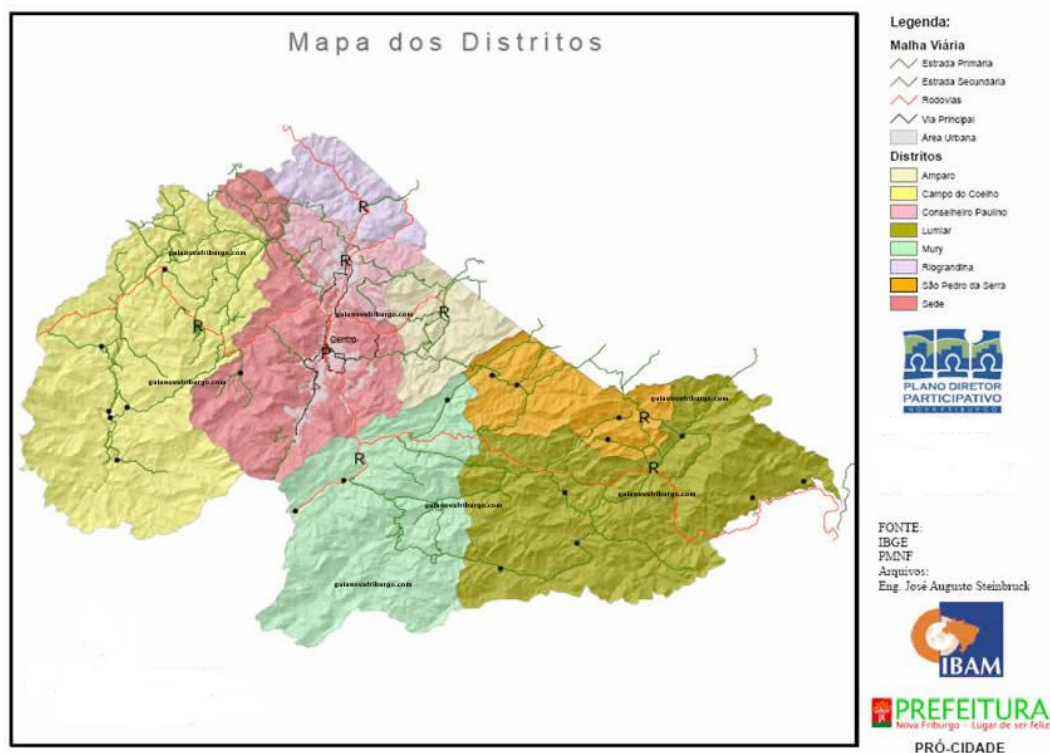 Mapa dos Distritos
R
R
guianovafriburgo.com
R
guianovafriburgo.com
R
R
Centro
P
guianovafriburgo.com
guianovafriburgo.com
R
R
R
guianovafriburgo.com
guianovafriburgo.com
guianovafriburgo.com
Legenda:
Malha Viária
Estrada Primária
Estrada Secundária
Rodovias
Via Principal
Área Urbana
Distritos
Amparo
Campo do Coelho
Conselheiro Paulino
Lumiar
Mury
Riograndina
São Pedro da Serra
Sede
PLANO DIRETOR
PARTICIPATIVO
NOVA FRIBURGO
FONTE:
IBGE
PMNF
Arquivos:
Eng. José Augusto Steinbruck
IBAM
PREFEITURA
Nova Friburgo - Lugar de ser feliz
PRÓ-CIDADE